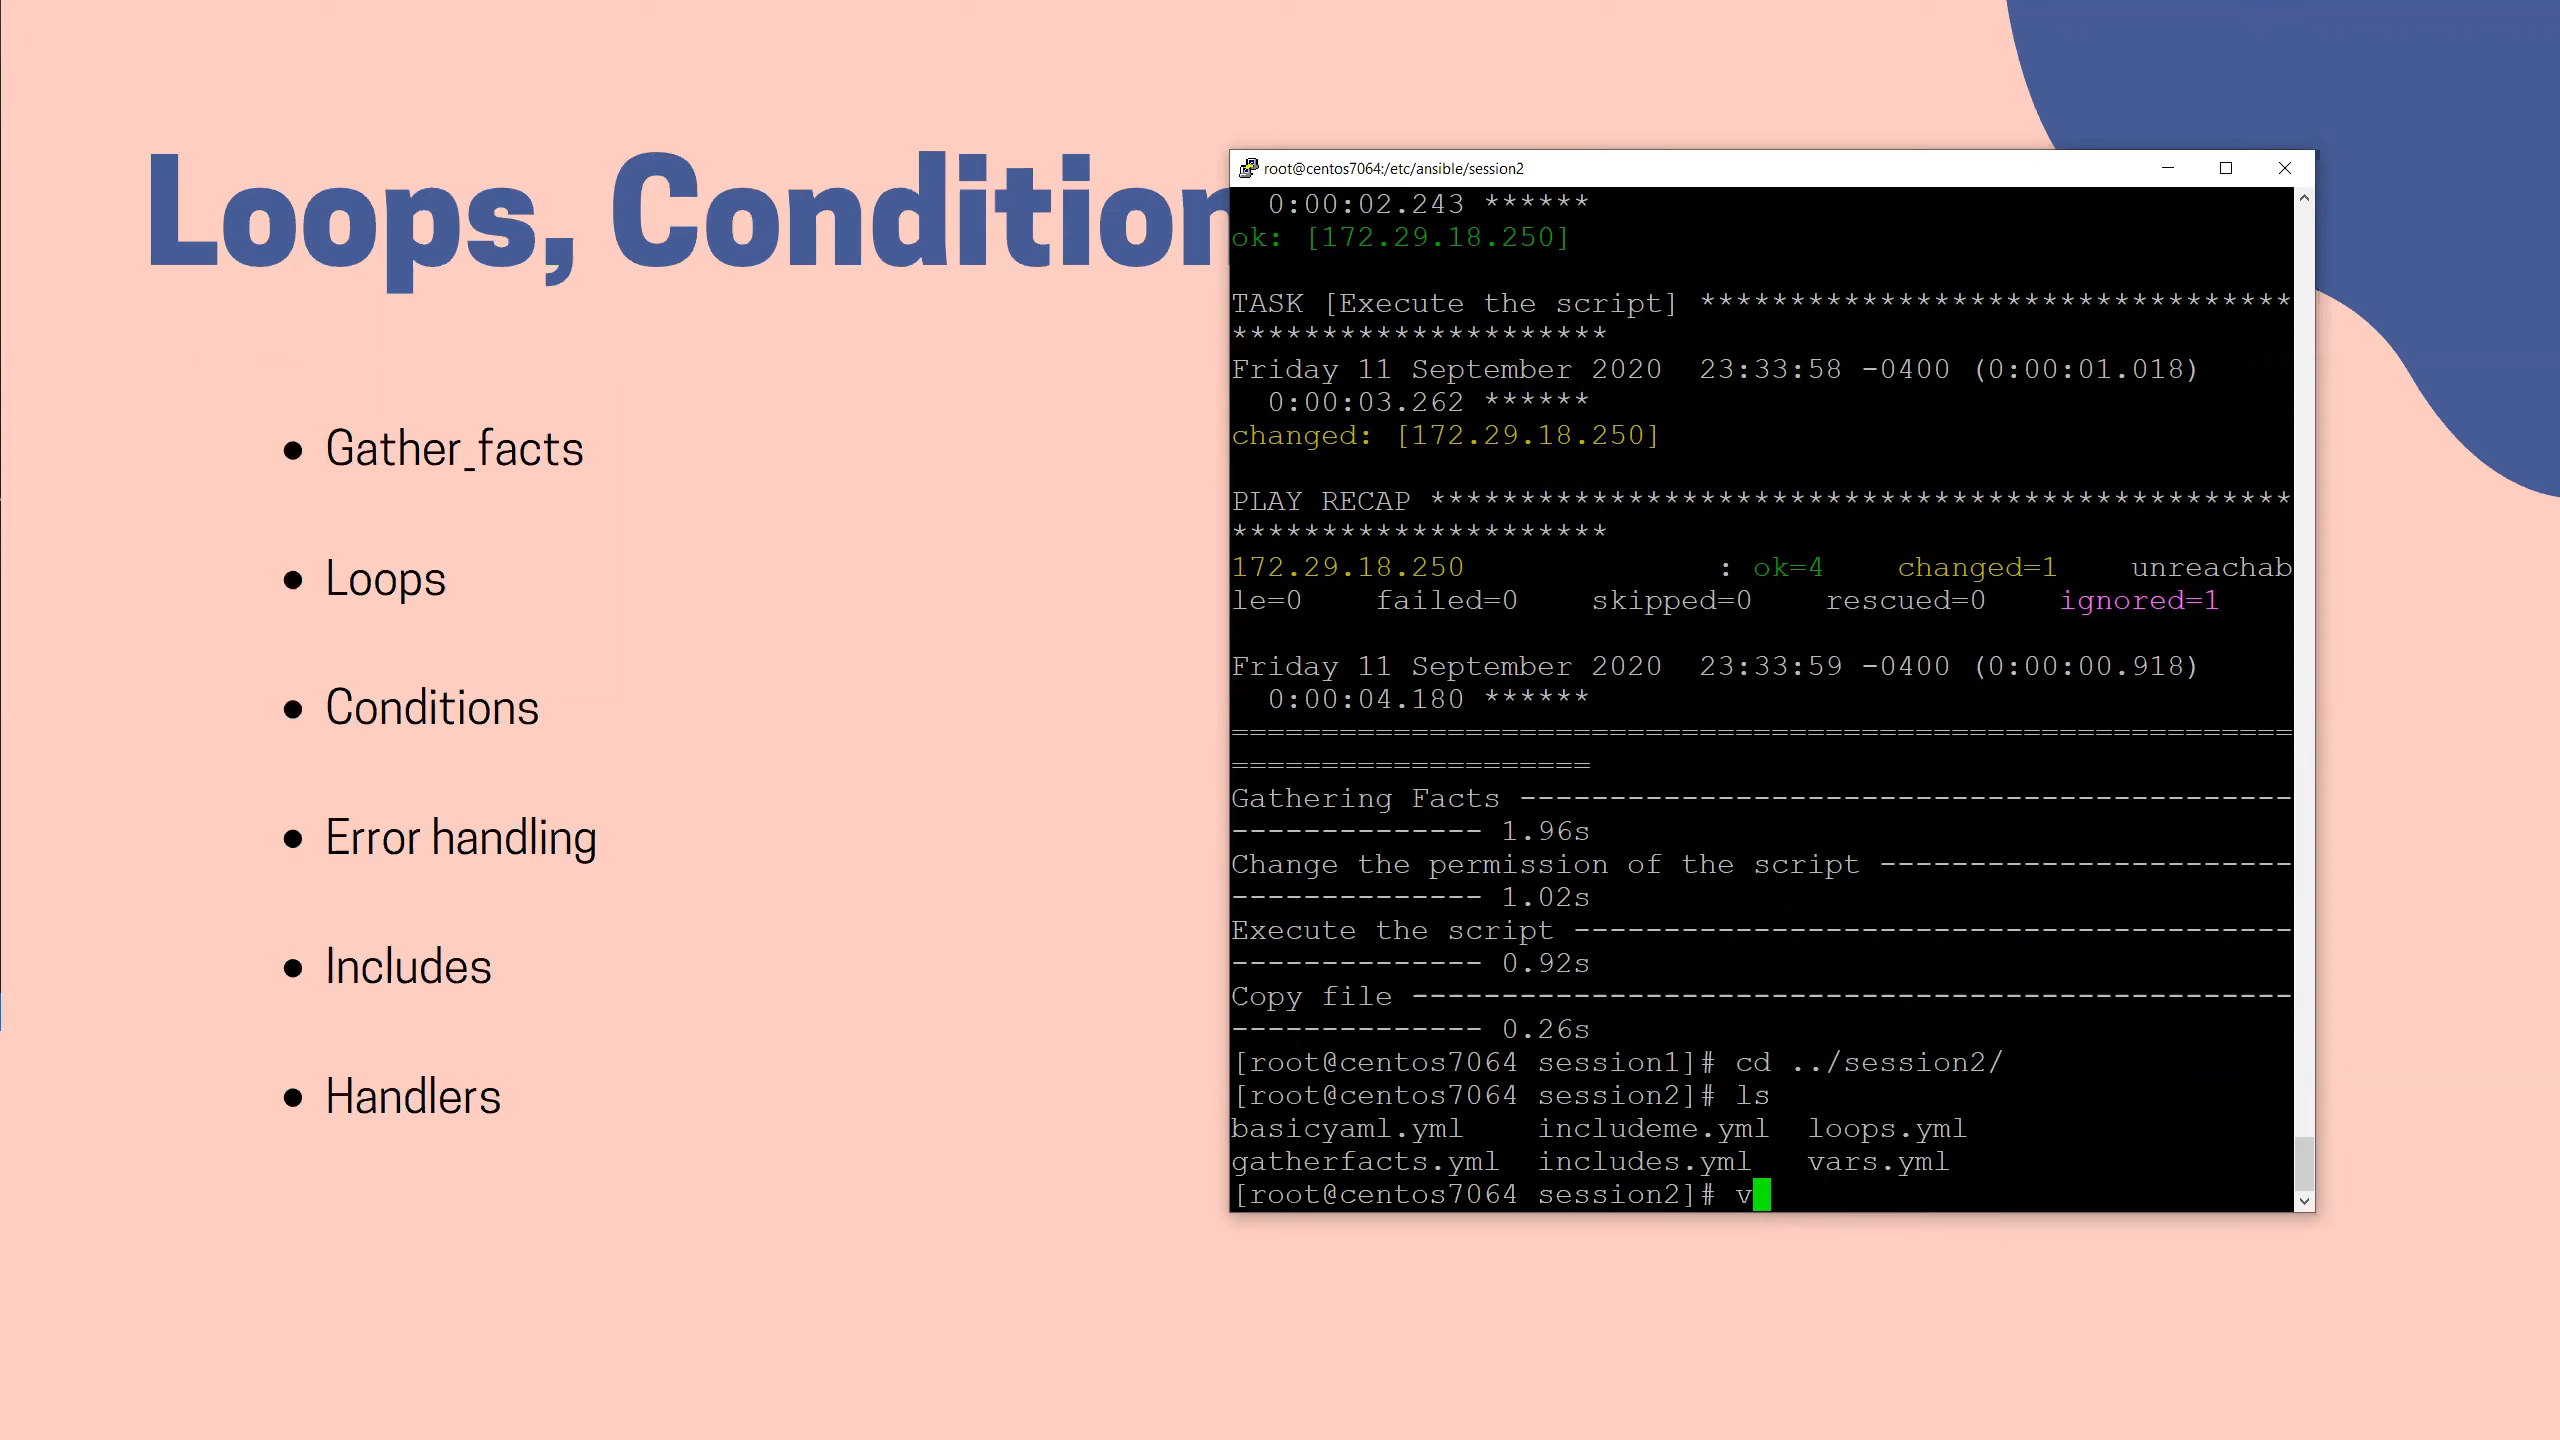 Loops, Condition
• Gather_facts
• Loops
• Conditions
• Error handling
• Includes
• Handlers
root@centos7064:/etc/ansible/session2
0:00:02.243 ******
ok: [172.29.18.250]
TASK [Execute the script] *********************************
*********************
Friday 11 September 2020  23:33:58 -0400 (0:00:01.018)
0:00:03.262 ******
changed: [172.29.18.250]
PLAY RECAP ************************************************
*********************
172.29.18.250              : ok=4    changed=1    unreachab
le=0    failed=0    skipped=0    rescued=0    ignored=1
Friday 11 September 2020  23:33:59 -0400 (0:00:00.918)
0:00:04.180 ******
===========================================================
====================
Gathering Facts -------------------------------------------
-------------- 1.96s
Change the permission of the script -----------------------
-------------- 1.02s
Execute the script ----------------------------------------
-------------- 0.92s
Copy file -------------------------------------------------
-------------- 0.26s
[root@centos7064 session1]# cd ../session2/
[root@centos7064 session2]# ls
basicyaml.yml    includeme.yml  loops.yml
gatherfacts.yml  includes.yml   vars.yml
[root@centos7064 session2]# v